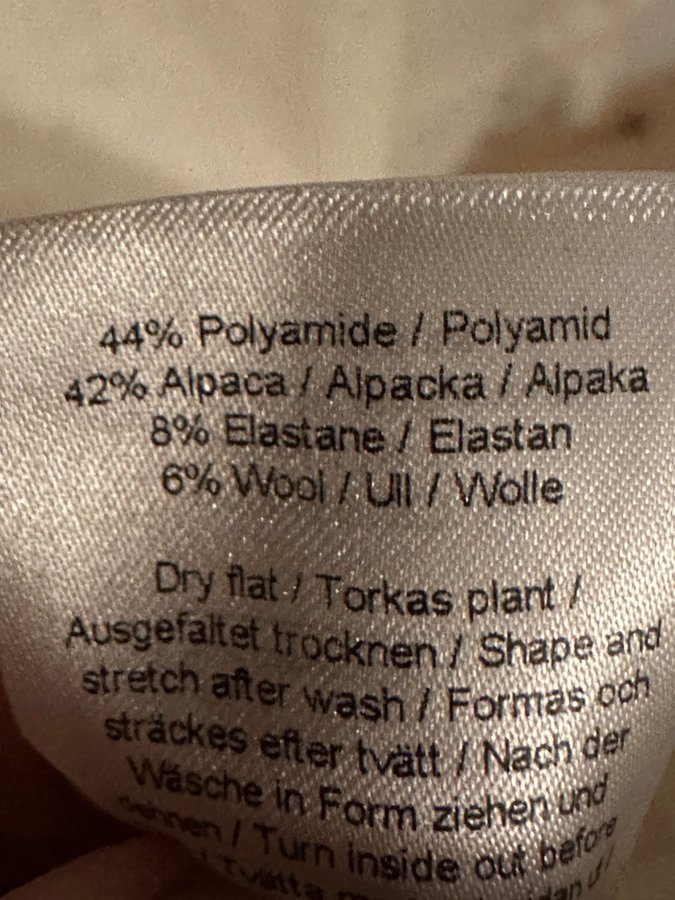 44% Polyamide / Polyamid
42% Alpaca / Alpacka / Alpaka
8% Elastane / Elastan
6% Wool / Ull / Wolle
Dry flat / Torkas plant /
Ausgefaltet trocknen / Shape and
stretch after wash / Formas och
sträckes efter tvätt / Nach der
Wäsche in Form ziehen und
dehnen / Turn inside out before
/ Tvätta